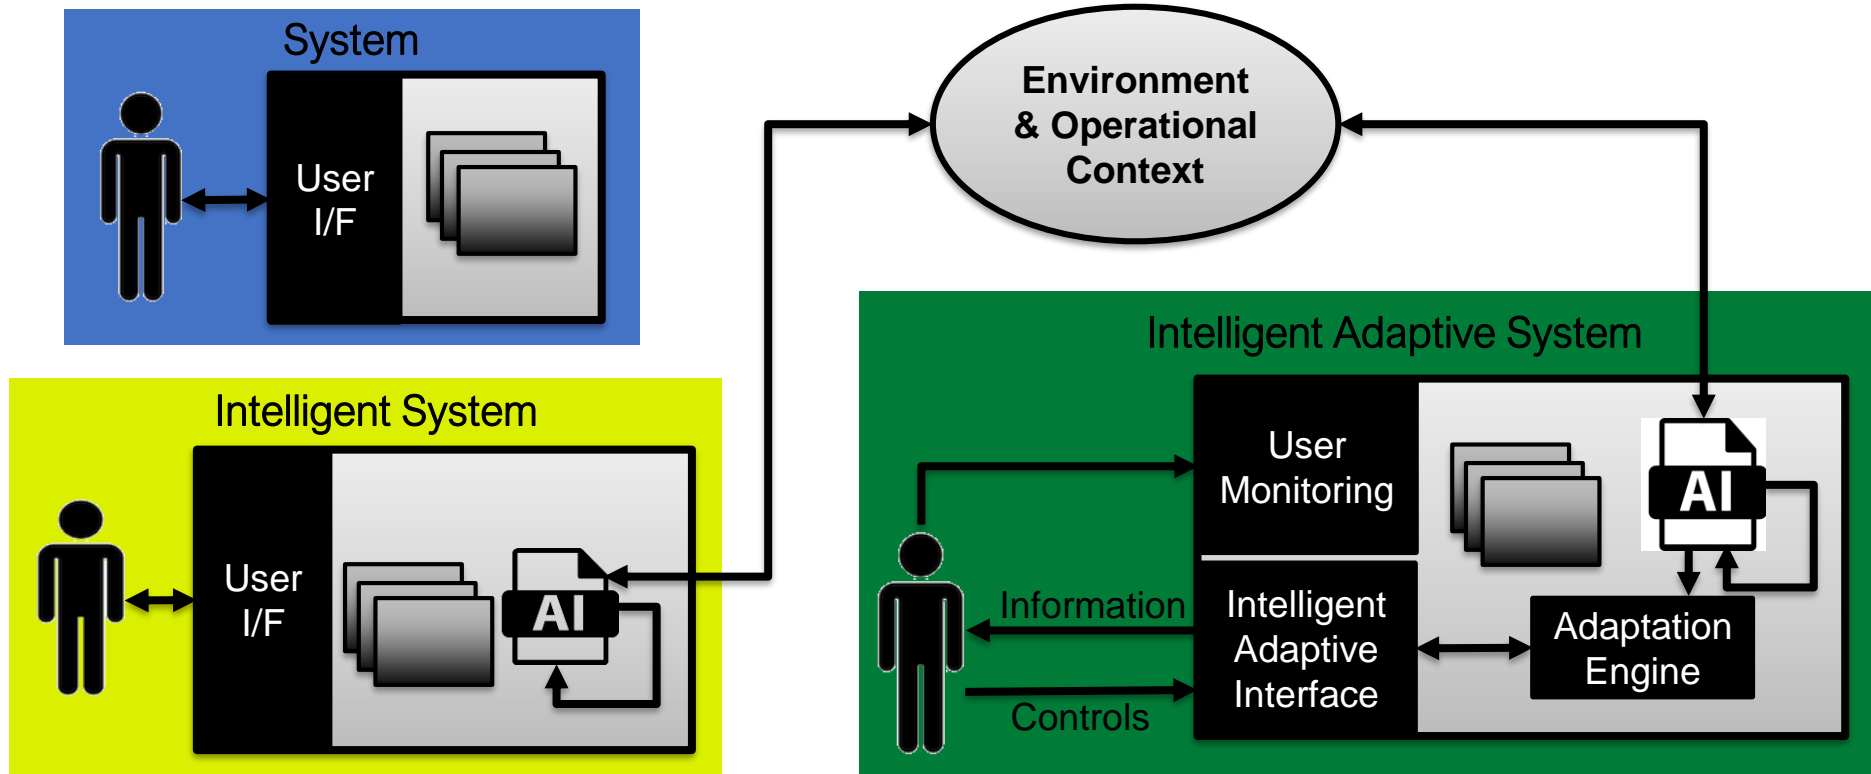 System
User
I/F
Environment
& Operational
Context
Intelligent System
User
I/F
AI
Intelligent Adaptive System
User
Monitoring
AI
Information
Controls
Intelligent
Adaptive
Interface
Adaptation
Engine